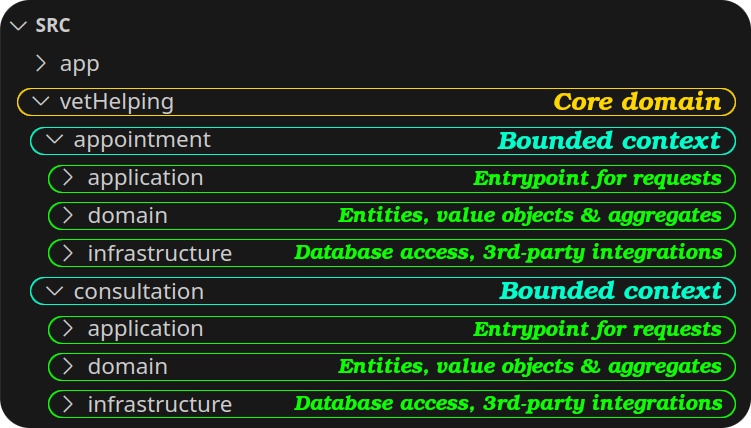 SRC
app
vetHelping Core domain
appointment Bounded context
application Entrypoint for requests
domain Entities, value objects & aggregates
infrastructure Database access, 3rd-party integrations
consultation Bounded context
application Entrypoint for requests
domain Entities, value objects & aggregates
infrastructure Database access, 3rd-party integrations